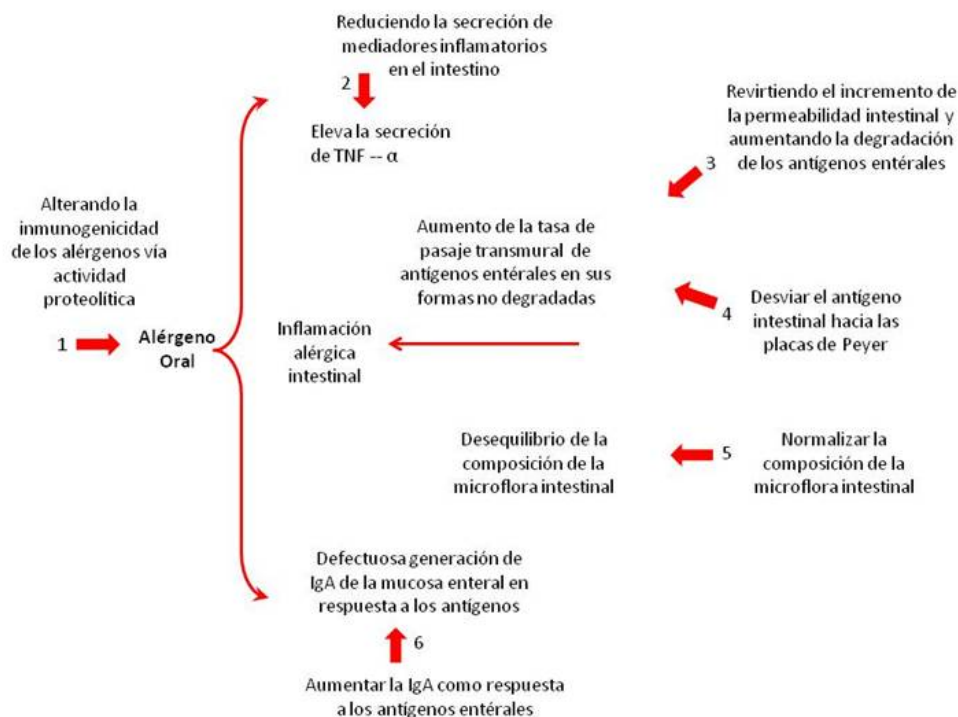 Reduciendo la secreción de
mediadores inflamatorios
en el intestino
2
Eleva la secreción
de TNF -- α
Revirtiendo el incremento de
la permeabilidad intestinal y
aumentando la degradación
de los antígenos entérales
3
Alterando la
inmunogenicidad
de los alérgenos vía
actividad
proteolítica
1
Alérgeno
Oral
Aumento de la tasa de
pasaje transmural de
antígenos entérales en sus
formas no degradadas
4
Desviar el antígeno
intestinal hacia las
placas de Peyer
Inflamación
alérgica
intestinal
Desequilibrio de la
composición de la
microflora intestinal
5
Normalizar la
composición de la
microflora intestinal
Defectuosa generación de
IgA de la mucosa enteral en
respuesta a los antígenos
6
Aumentar la IgA como respuesta
a los antígenos entérales